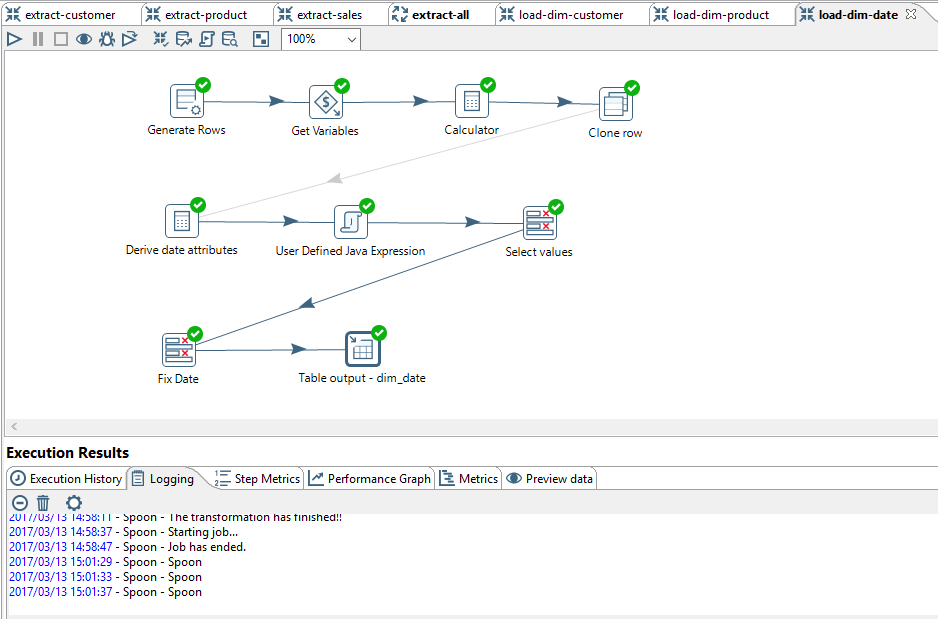 extract-customer extract-product extract-sales extract-all load-dim-customer load-dim-product load-dim-date
100%
Generate Rows Get Variables Calculator Clone row
Derive date attributes User Defined Java Expression Select values
Fix Date Table output - dim_date
Execution Results
Execution History Logging Step Metrics Performance Graph Metrics Preview data
2017/03/13 14:58:11 - Spoon - The transformation has finished!!
2017/03/13 14:58:37 - Spoon - Starting job...
2017/03/13 14:58:47 - Spoon - Job has ended.
2017/03/13 15:01:29 - Spoon - Spoon
2017/03/13 15:01:33 - Spoon - Spoon
2017/03/13 15:01:37 - Spoon - Spoon